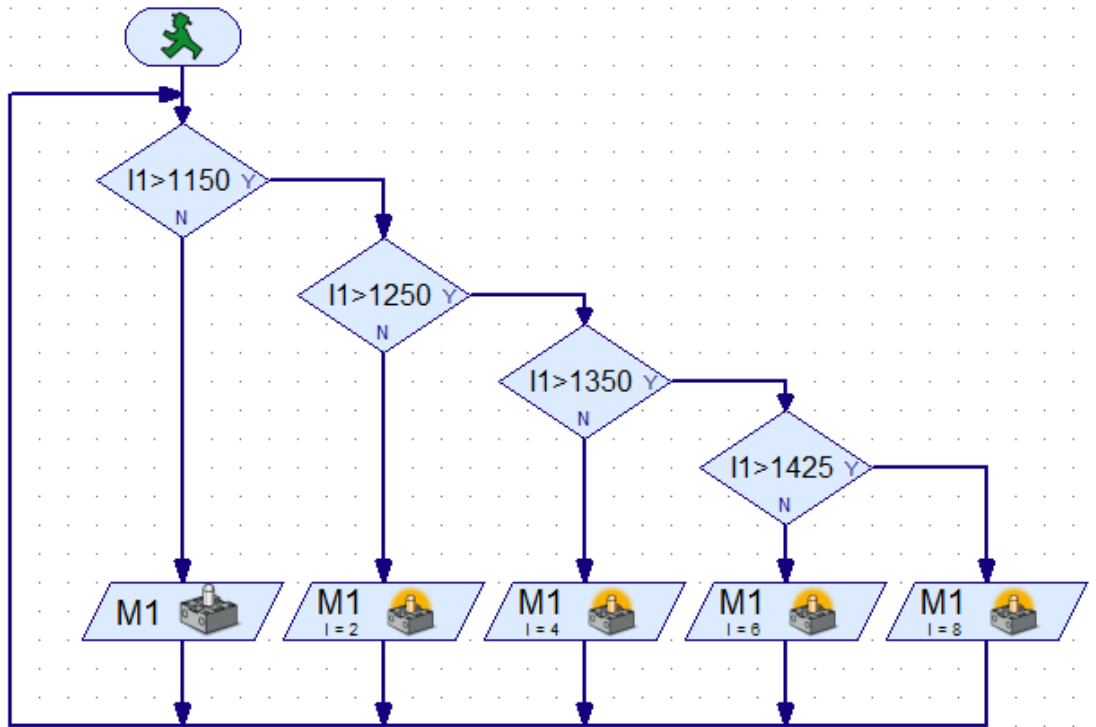 I1>1150 Y
N
I1>1250 Y
N
I1>1350 Y
N
I1>1425 Y
N
M1
M1
I = 2
M1
I = 4
M1
I = 6
M1
I = 8